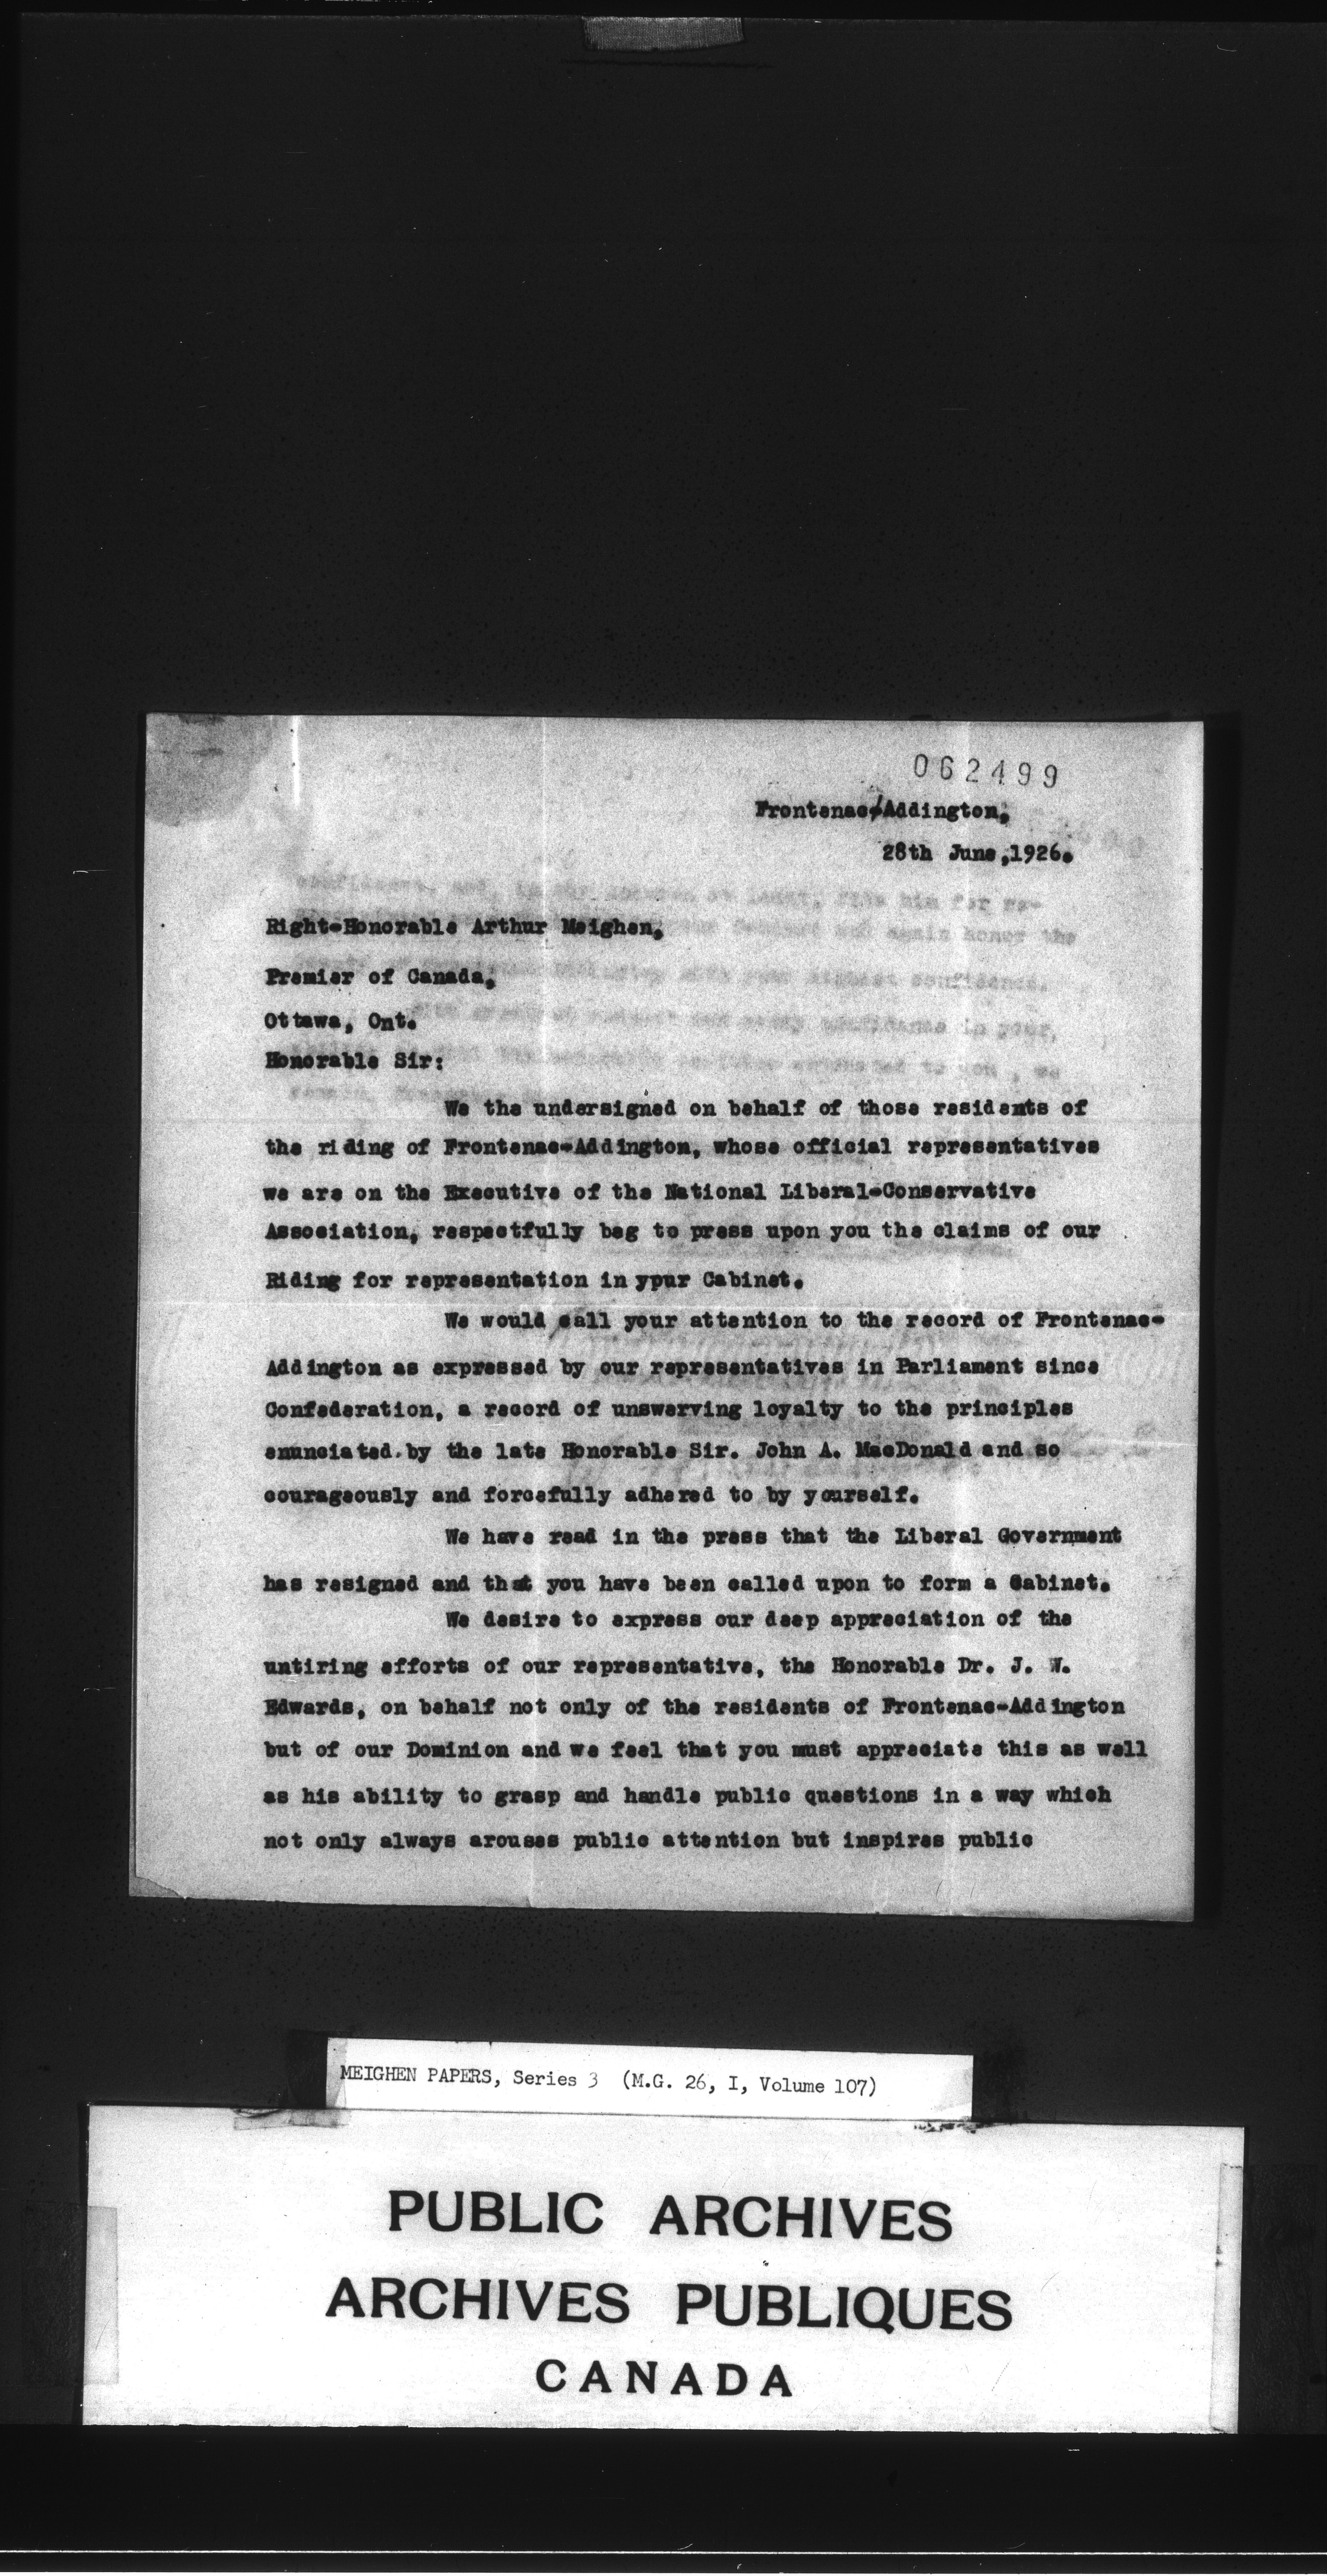 062499
Frontenac-Addington,
28th June,1926.
Right-Honorable Arthur Meighen,
Premier of Canada,
Ottawa, Ont.
Honorable Sir:
We the undersigned on behalf of those residents of
the riding of Frontenac-Addington, whose official representatives
we are on the Executive of the National Liberal-Conservative
Association, respectfully beg to press upon you the claims of our
Riding for representation in ypur Cabinet.
We would call your attention to the record of Frontenac-
Addington as expressed by our representatives in Parliament since
Confederation, a record of unswerving loyalty to the principles
enunciated by the late Honorable Sir. John A. MacDonald and so
courageously and forcefully adhered to by yourself.
We have read in the press that the Liberal Government
has resigned and that you have been called upon to form a Cabinet.
We desire to express our deep appreciation of the
untiring efforts of our representative, the Honorable Dr. J. W.
Edwards, on behalf not only of the residents of Frontenac-Addington
but of our Dominion and we feel that you must appreciate this as well
as his ability to grasp and handle public questions in a way which
not only always arouses public attention but inspires public
MEIGHEN PAPERS, Series 3 (M.G. 26, I, Volume 107)
PUBLIC ARCHIVES
ARCHIVES PUBLIQUES
CANADA